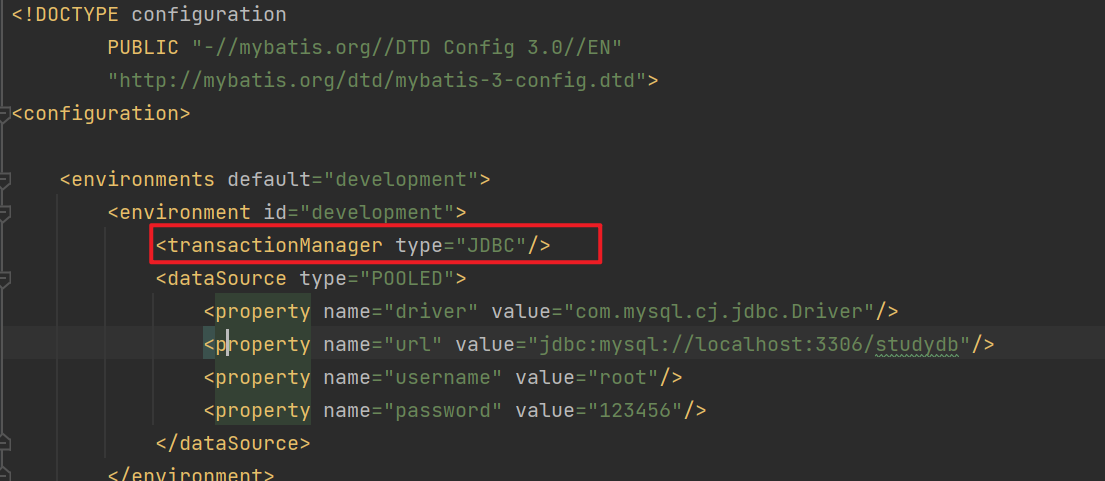 <!DOCTYPE configuration
PUBLIC "-//mybatis.org//DTD Config 3.0//EN"
"http://mybatis.org/dtd/mybatis-3-config.dtd">
<configuration>
<environments default="development">
<environment id="development">
<transactionManager type="JDBC"/>
<dataSource type="POOLED">
<property name="driver" value="com.mysql.cj.jdbc.Driver"/>
<property name="url" value="jdbc:mysql://localhost:3306/studydb"/>
<property name="username" value="root"/>
<property name="password" value="123456"/>
</dataSource>
</environment>